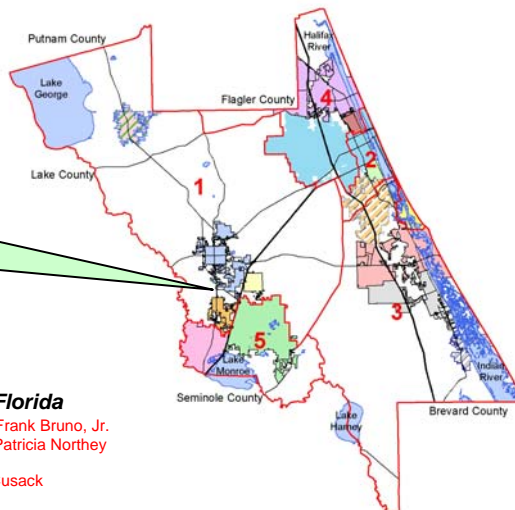 Putnam County
Halifax
River
Lake
George
Flagler County
4
Lake County
2
1
3
5
Lake
Monroe
Indian
River
Seminole County
Lake
Harney
Brevard County
Florida
Frank Bruno, Jr.
Patricia Northey